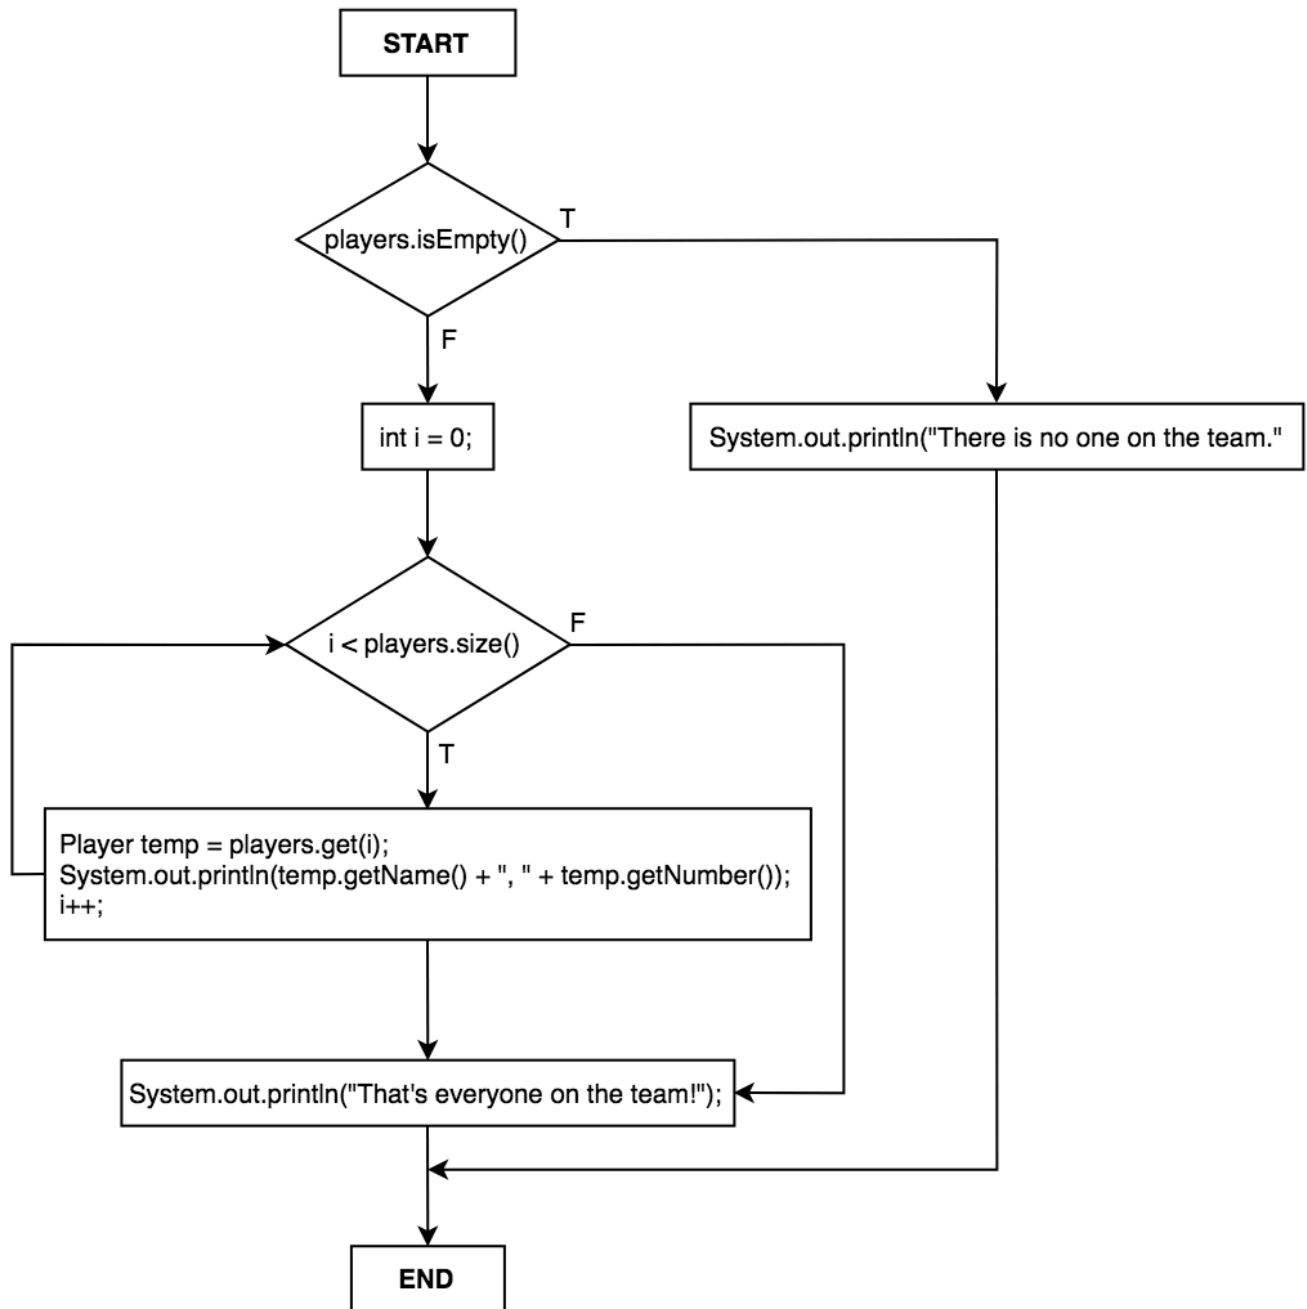 START
players.isEmpty()
T
F
int i = 0;
System.out.println("There is no one on the team."
i < players.size()
F
T
Player temp = players.get(i);
System.out.println(temp.getName() + ", " + temp.getNumber());
i++;
System.out.println("That's everyone on the team!");
END